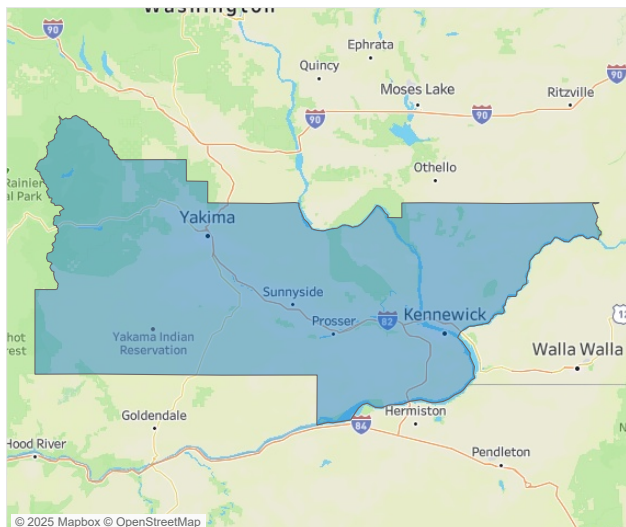 Washington
90
Ephrata
Quincy
90
Moses Lake
Ritzville
90
90
Othello
Rainier
al Park
Yakima
Sunnyside
82
Kennewick
12
Prosser
Yakama Indian
Reservation
hot
rest
Walla Walla
Goldendale
Hermiston
84
Hood River
Pendleton
© 2025 Mapbox © OpenStreetMap